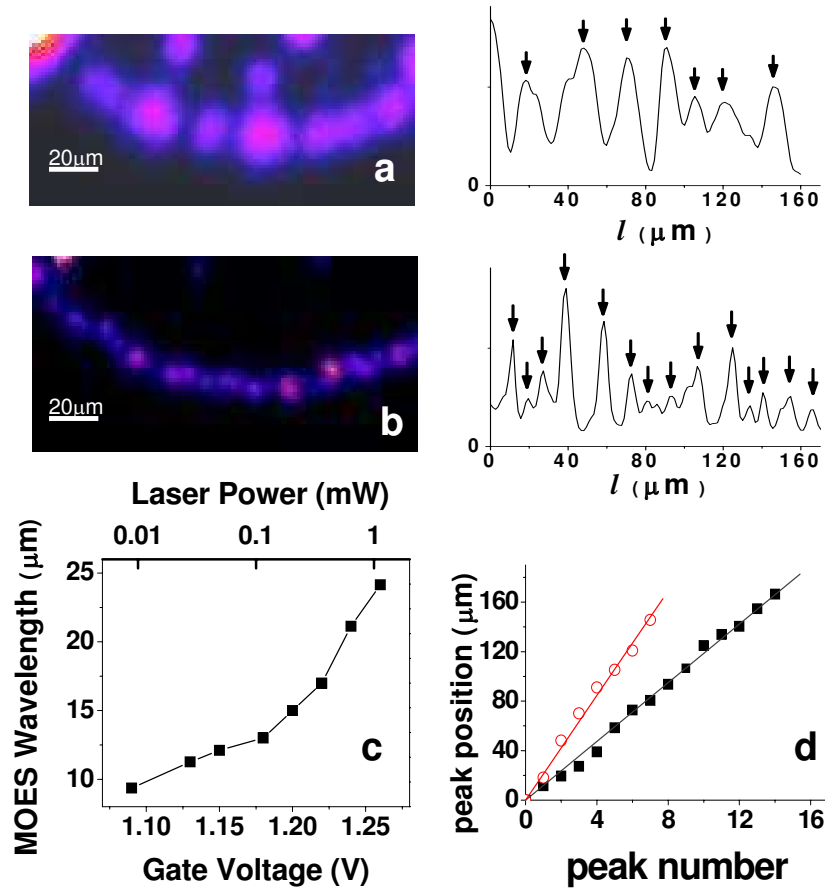 20μm
a
0
0 40 80 120 160
l (μm)
20μm
b
0
0 40 80 120 160
l (μm)
Laser Power (mW)
0.01 0.1 1
MOES Wavelength (μm)
25
20
15
10
c
1.10 1.15 1.20 1.25
Gate Voltage (V)
peak position (μm)
160
120
80
40
0
d
0 4 8 12 16
peak number